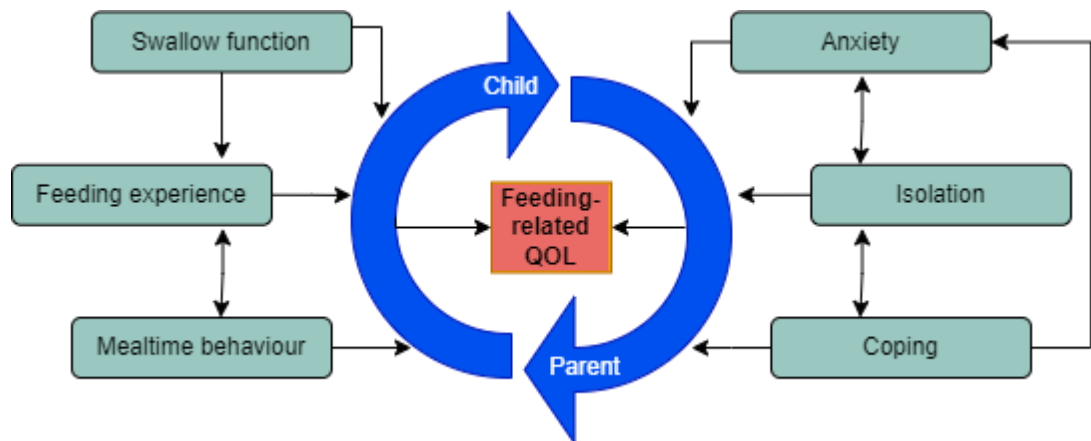 Swallow function
Anxiety
Child
Feeding experience
Feeding-
related
QOL
Isolation
Mealtime behaviour
Parent
Coping